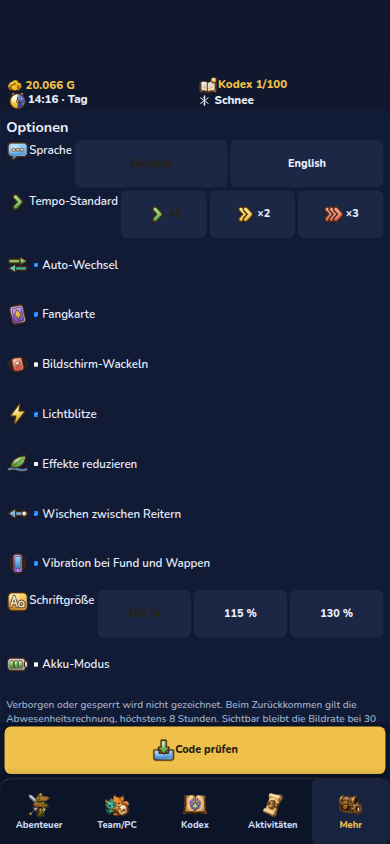 20.066 G
Kodex 1/100
14:16 · Tag
Schnee
Optionen
Sprache
Deutsch
English
Tempo-Standard
×1
×2
×3
Auto-Wechsel
Fangkarte
Bildschirm-Wackeln
Lichtblitze
Effekte reduzieren
Wischen zwischen Reitern
Vibration bei Fund und Wappen
Schriftgröße
100 %
115 %
130 %
Akku-Modus
Verborgen oder gesperrt wird nicht gezeichnet. Beim Zurückkommen gilt die
Abwesenheitsrechnung, höchstens 8 Stunden. Sichtbar bleibt die Bildrate bei 30
Code prüfen
Abenteuer
Team/PC
Kodex
Aktivitäten
Mehr